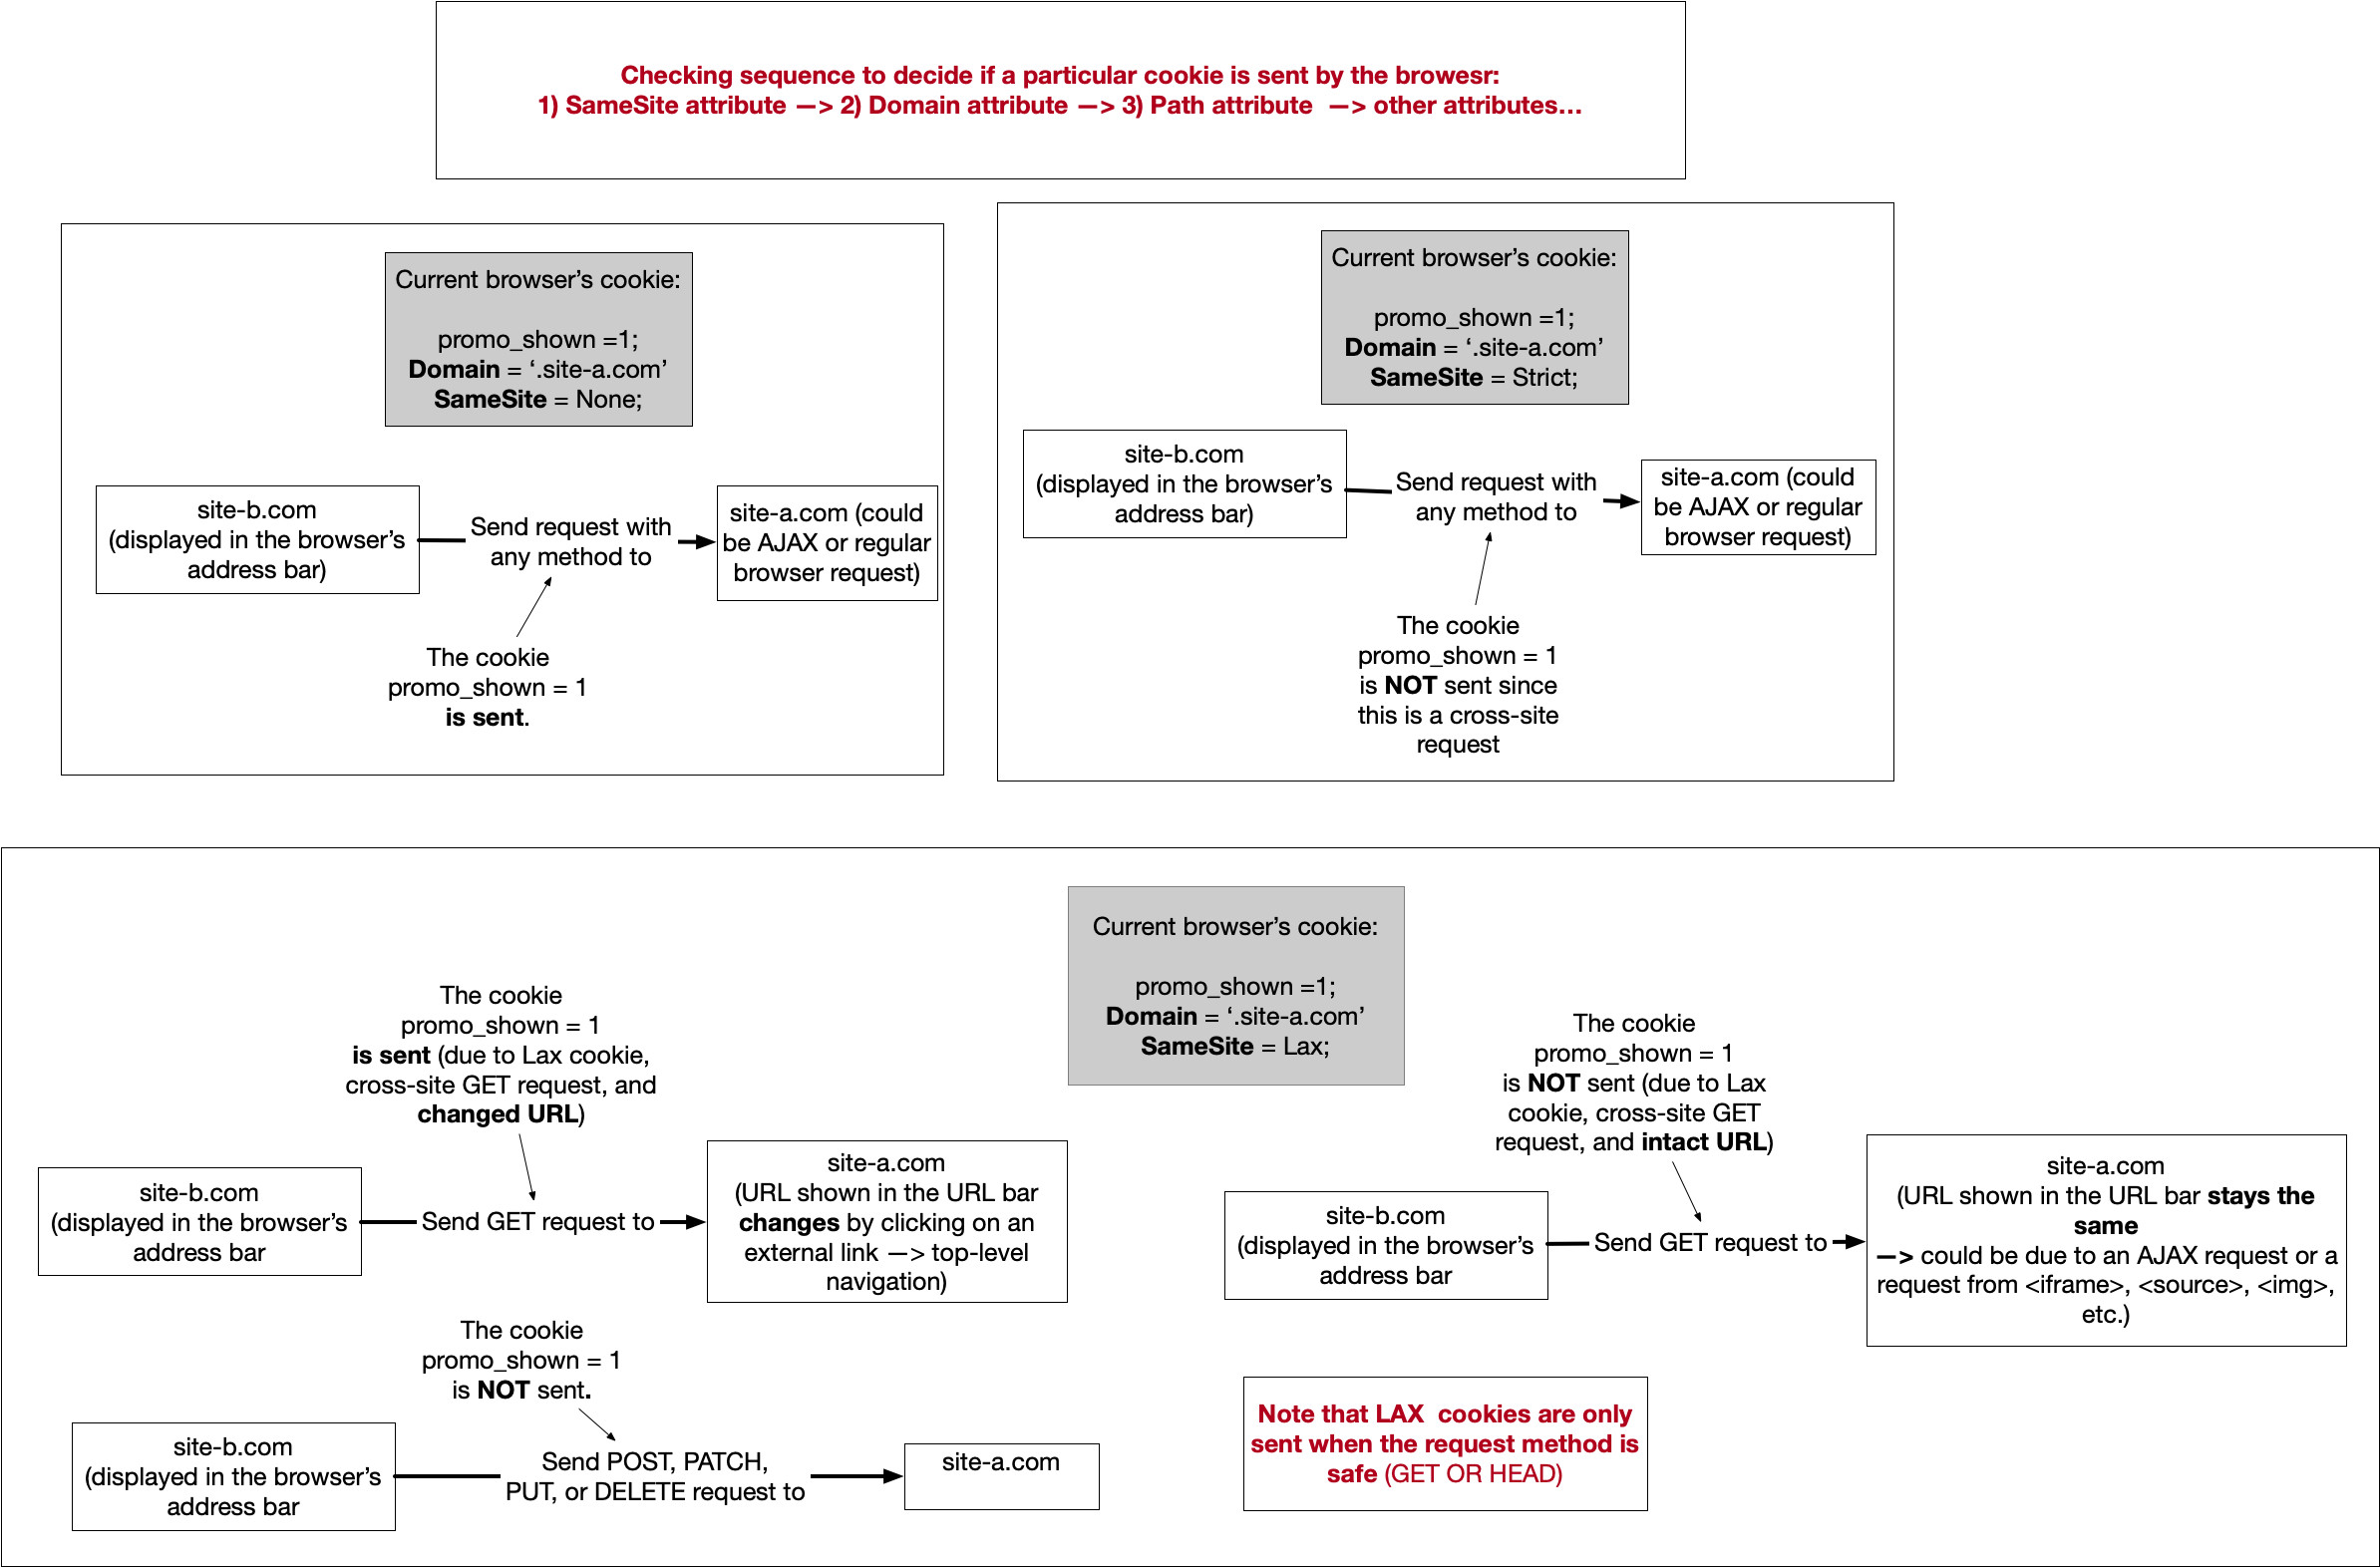 Checking sequence to decide if a particular cookie is sent by the browesr:
1) SameSite attribute —> 2) Domain attribute —> 3) Path attribute  —> other attributes…
Current browser’s cookie:
promo_shown =1;
Domain = ‘.site-a.com’
SameSite = None;
site-b.com
(displayed in the browser’s
address bar)
Send request with
any method to
site-a.com (could
be AJAX or regular
browser request)
The cookie
promo_shown = 1
is sent.
Current browser’s cookie:
promo_shown =1;
Domain = ‘.site-a.com’
SameSite = Strict;
site-b.com
(displayed in the browser’s
address bar)
Send request with
any method to
site-a.com (could
be AJAX or regular
browser request)
The cookie
promo_shown = 1
is NOT sent since
this is a cross-site
request
Current browser’s cookie:
promo_shown =1;
Domain = ‘.site-a.com’
SameSite = Lax;
The cookie
promo_shown = 1
is sent (due to Lax cookie,
cross-site GET request, and
changed URL)
site-b.com
(displayed in the browser’s
address bar
Send GET request to
site-a.com
(URL shown in the URL bar
changes by clicking on an
external link —> top-level
navigation)
The cookie
promo_shown = 1
is NOT sent (due to Lax
cookie, cross-site GET
request, and intact URL)
site-b.com
(displayed in the browser’s
address bar
Send GET request to
site-a.com
(URL shown in the URL bar stays the
same
—> could be due to an AJAX request or a
request from <iframe>, <source>, <img>,
etc.)
The cookie
promo_shown = 1
is NOT sent.
site-b.com
(displayed in the browser’s
address bar
Send POST, PATCH,
PUT, or DELETE request to
site-a.com
Note that LAX  cookies are only
sent when the request method is
safe (GET OR HEAD)